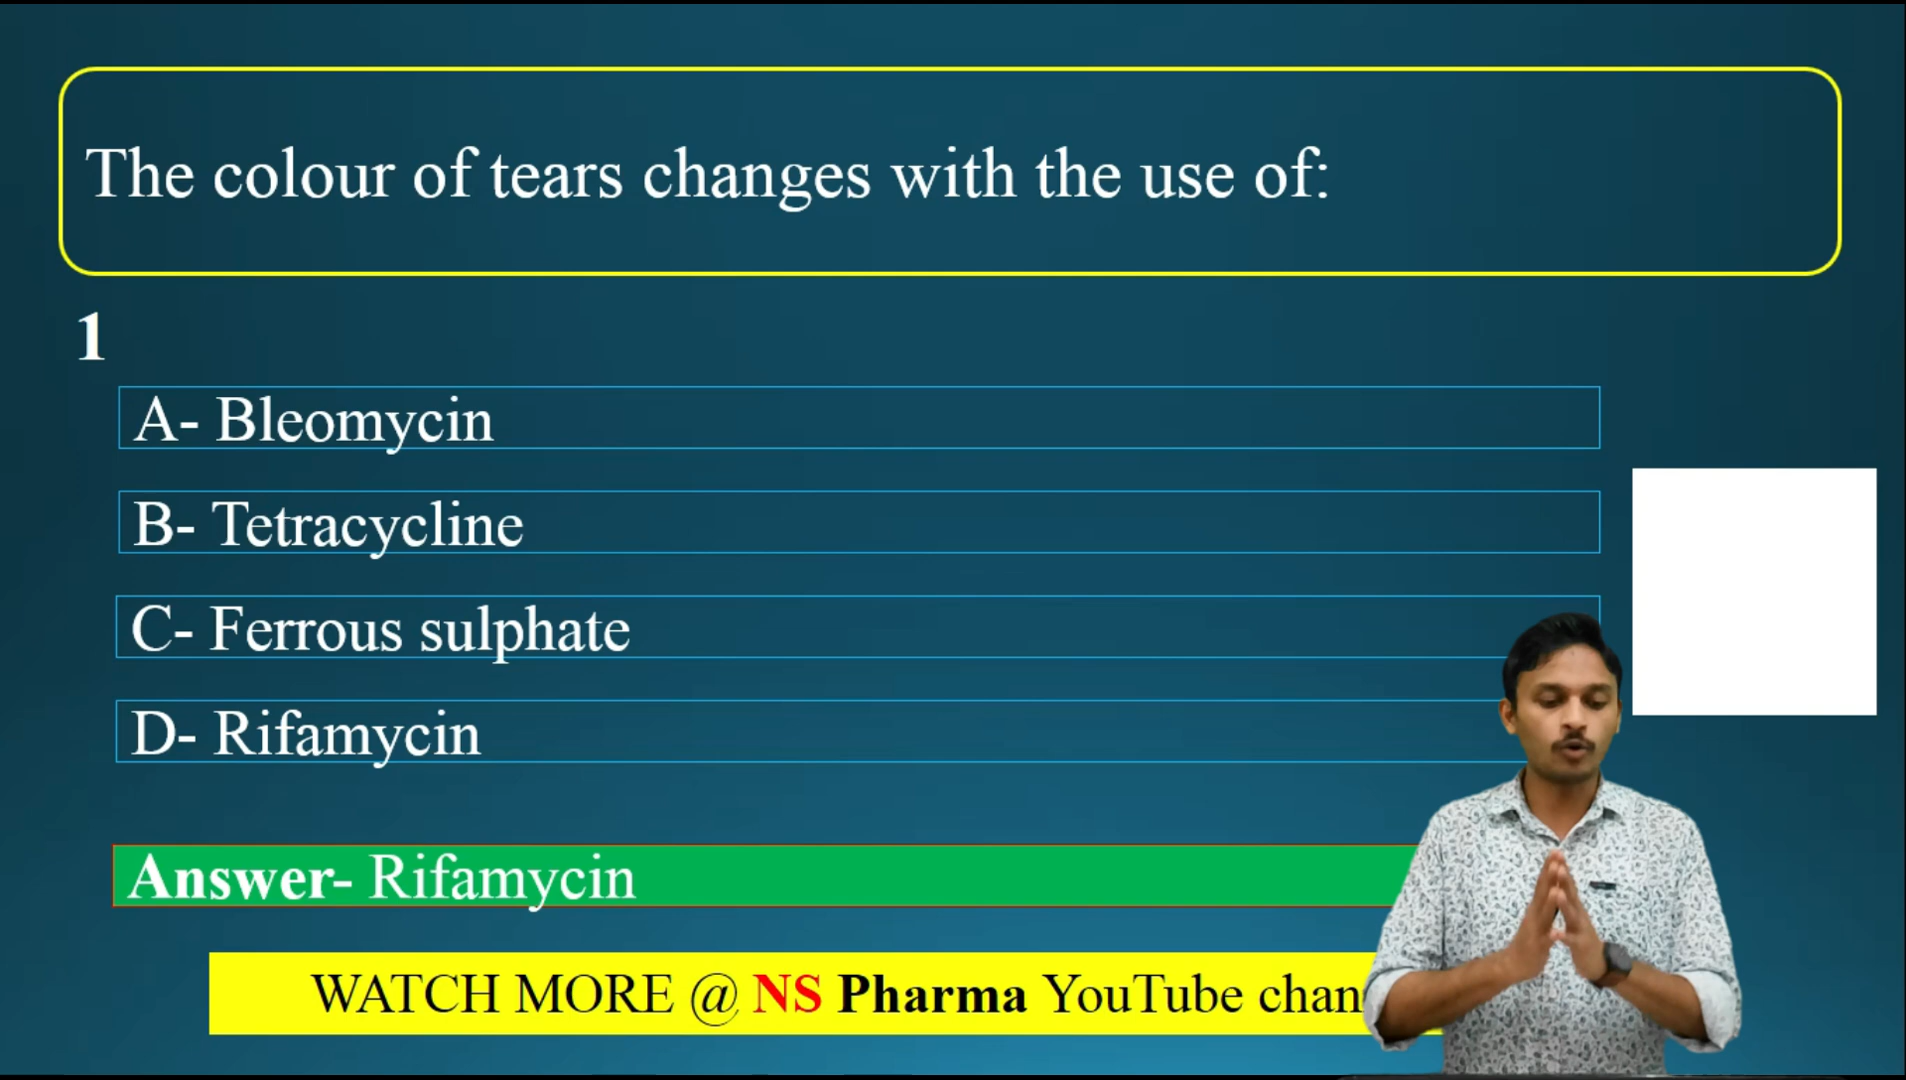 The colour of tears changes with the use of:
1
A- Bleomycin
B- Tetracycline
C- Ferrous sulphate
D- Rifamycin
Answer- Rifamycin
WATCH MORE @ NS Pharma YouTube chan